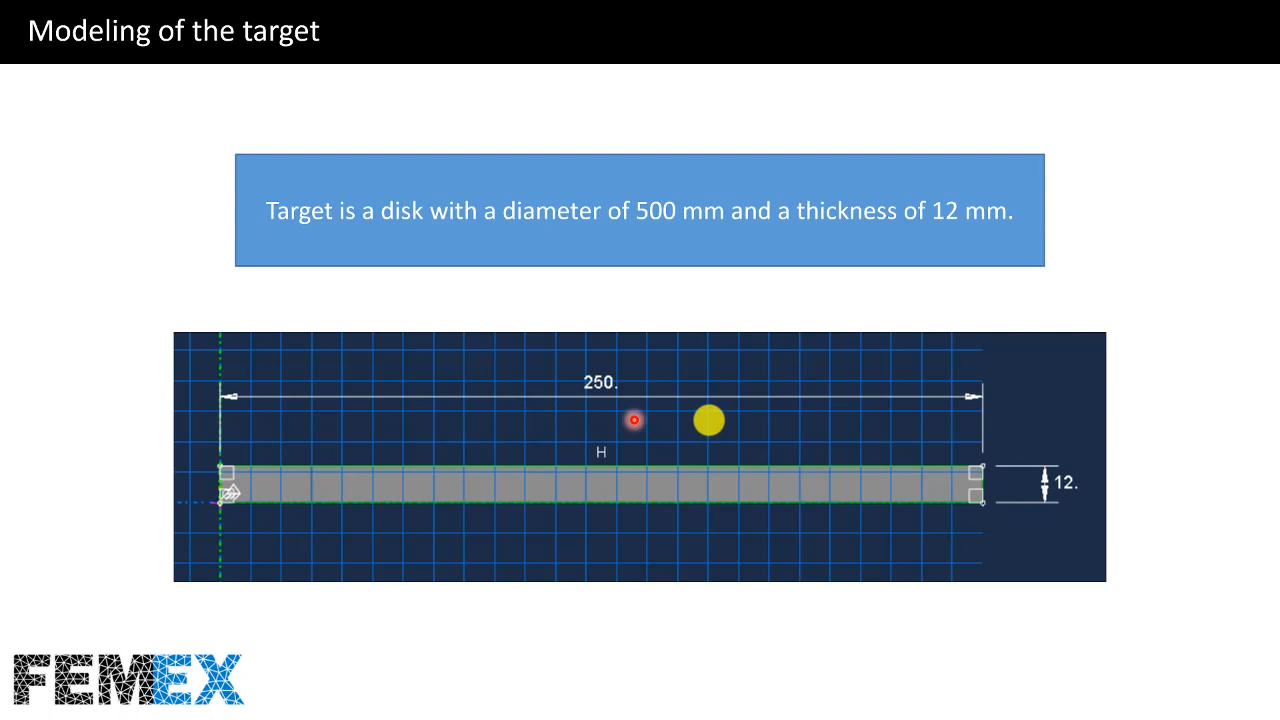 Modeling of the target
Target is a disk with a diameter of 500 mm and a thickness of 12 mm.
250.
H
12.
FEMEX